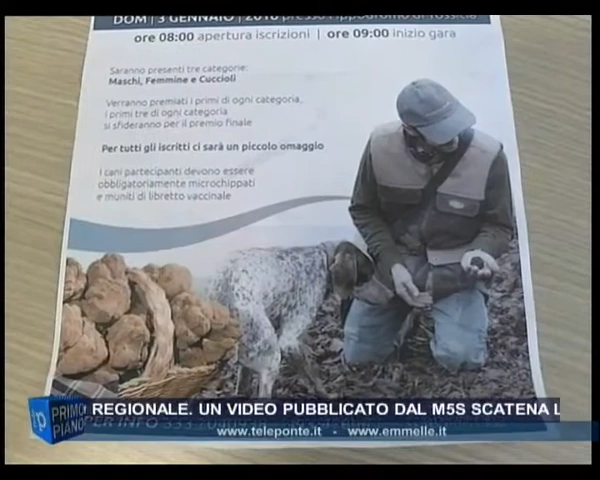 DOM | 3 GENNAIO | 2016 presso l'ippodromo di
ore 08:00 apertura iscrizioni | ore 09:00 inizio gara
Saranno presenti tre categorie:
Maschi, Femmine e Cuccioli
Verranno premiati i primi di ogni categoria,
i primi tre di ogni categoria
si sfideranno per il premio finale
Per tutti gli iscritti ci sarà un piccolo omaggio
I cani partecipanti devono essere
obbligatoriamente microchippati
e muniti di libretto vaccinale
PRIMO
PIANO
REGIONALE. UN VIDEO PUBBLICATO DAL M5S SCATENA L
PER INFO 333
www.teleponte.it - www.emmelle.it